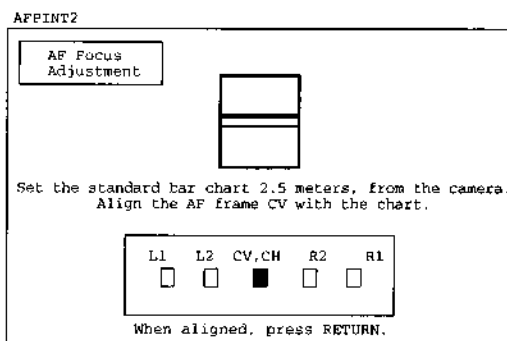 AFPINT2
AF Focus
Adjustment
Set the standard bar chart 2.5 meters, from the camera.
Align the AF frame CV with the chart.
L1 L2 CV,CH R2 R1
When aligned, press RETURN.